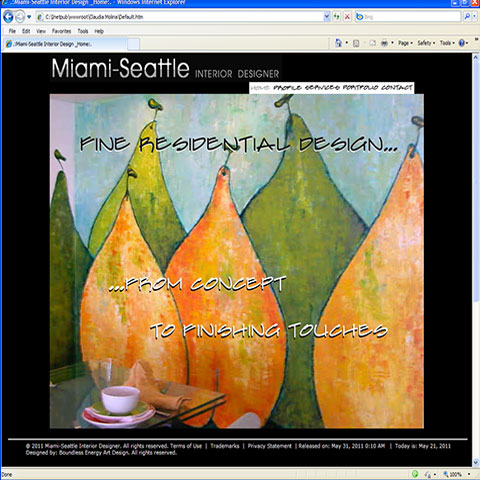 .:Miami-Seattle Interior Design _Home:. - Windows Internet Explorer
C:\Inetpub\wwwroot\Claudia Molina\Default.htm
Bing
File Edit View Favorites Tools Help
.:Miami-Seattle Interior Design _Home:.
Page Safety Tools
Miami-Seattle INTERIOR DESIGNER
HOME PROFILE SERVICES PORTFOLIO CONTACT
FINE RESIDENTIAL DESIGN...
...FROM CONCEPT
TO FINISHING TOUCHES
© 2011 Miami-Seattle Interior Designer. All rights reserved. Terms of Use | Trademarks | Privacy Statement | Released on: May 31, 2011 0:10 AM | Today is: May 21, 2011
Designed by: Boundless Energy Art Design. All rights reserved.
Done
100%